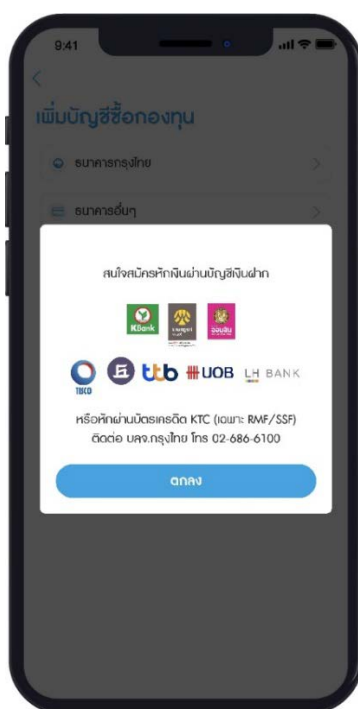 9:41
เพิ่มบัญชีซื้อกองทุน
ธนาคารกรุงไทย
ธนาคารอื่นๆ
สนใจสมัครหักเงินผ่านบัญชีเงินฝาก
KBank
ออมสิน
TISCO
ttb
UOB
LH BANK
หรือหักผ่านบัตรเครดิต KTC (เฉพาะ RMF/SSF)
ติดต่อ บลจ.กรุงไทย โทร 02-686-6100
ตกลง